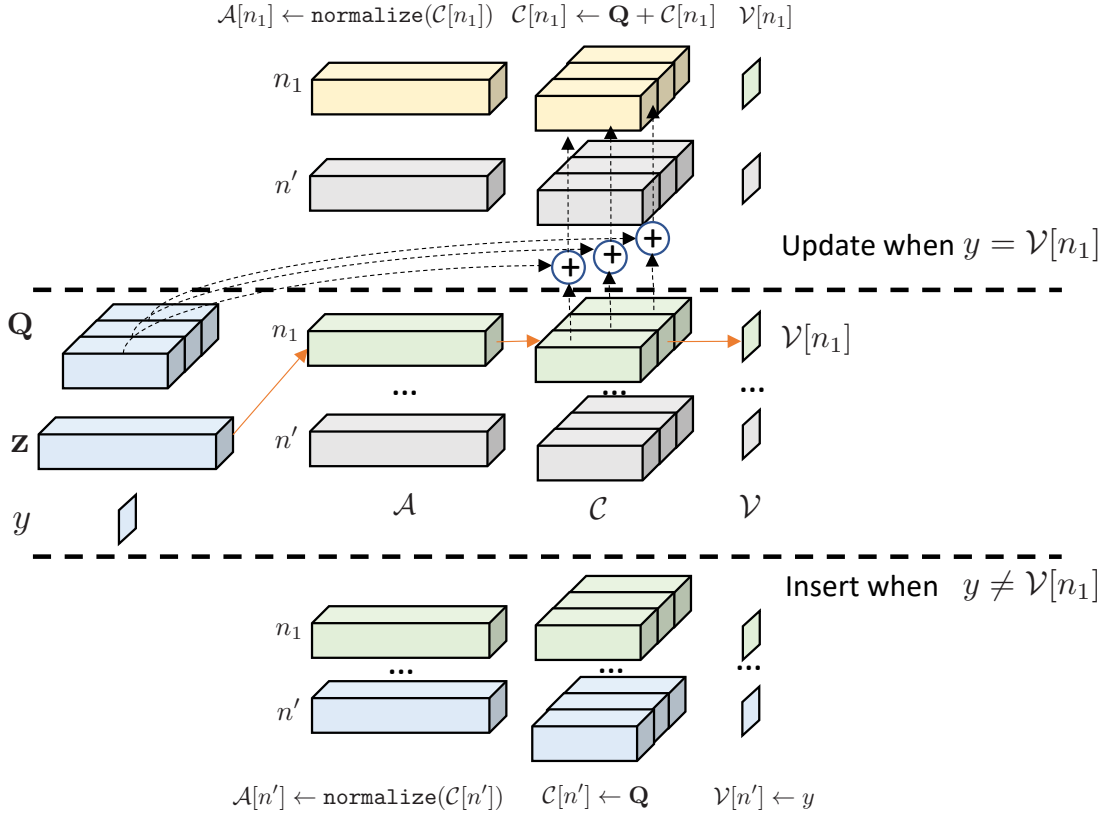 𝒜[n₁] ← normalize(𝒞[n₁]) 𝒞[n₁] ← 𝐐 + 𝒞[n₁] 𝒱[n₁]
n₁
n′
+ + +
Update when y = 𝒱[n₁]
𝐐 n₁ 𝒱[n₁]
... ... ...
𝐳 n′
y 𝒜 𝒞 𝒱
Insert when y ≠ 𝒱[n₁]
n₁
... ... ...
n′
𝒜[n′] ← normalize(𝒞[n′]) 𝒞[n′] ← 𝐐 𝒱[n′] ← y